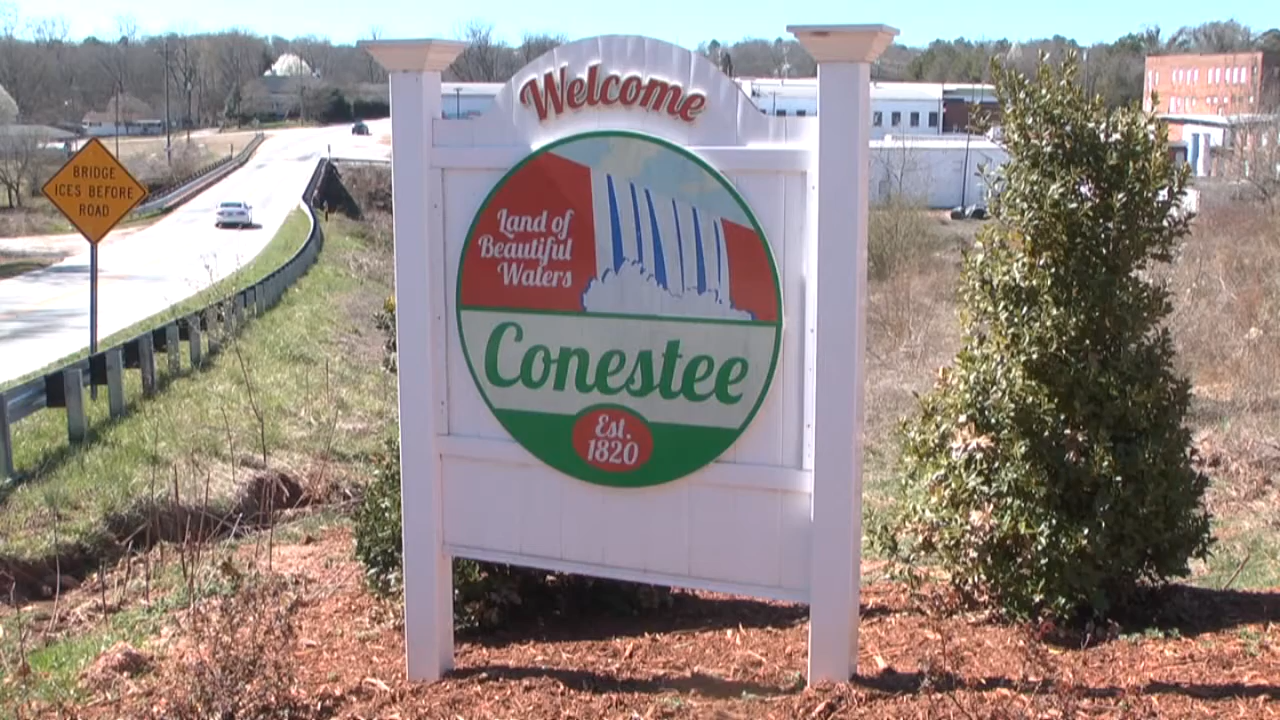 BRIDGE
ICES BEFORE
ROAD
Welcome
Land of
Beautiful
Waters
Conestee
Est.
1820